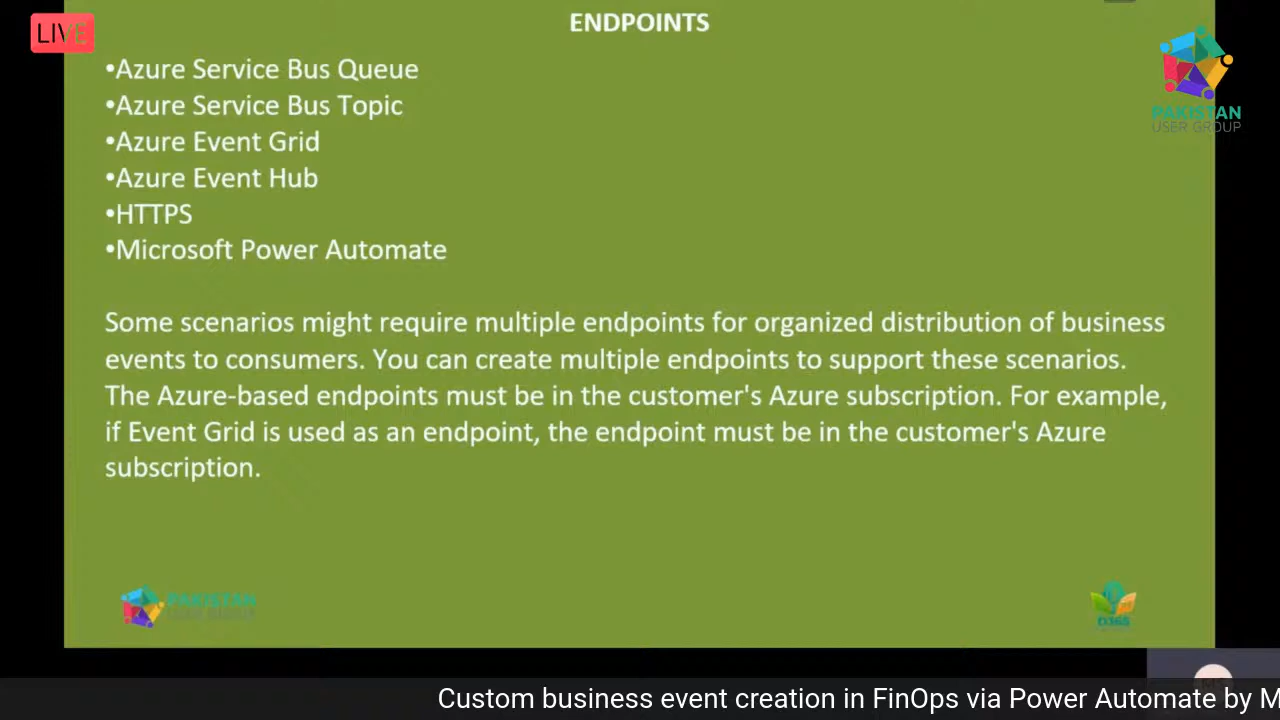 ENDPOINTS
LIVE
•Azure Service Bus Queue
•Azure Service Bus Topic
•Azure Event Grid
•Azure Event Hub
•HTTPS
•Microsoft Power Automate
PAKISTAN
USER GROUP
Some scenarios might require multiple endpoints for organized distribution of business
events to consumers. You can create multiple endpoints to support these scenarios.
The Azure-based endpoints must be in the customer's Azure subscription. For example,
if Event Grid is used as an endpoint, the endpoint must be in the customer's Azure
subscription.
PAKISTAN
USER GROUP
D365
Custom business event creation in FinOps via Power Automate by M